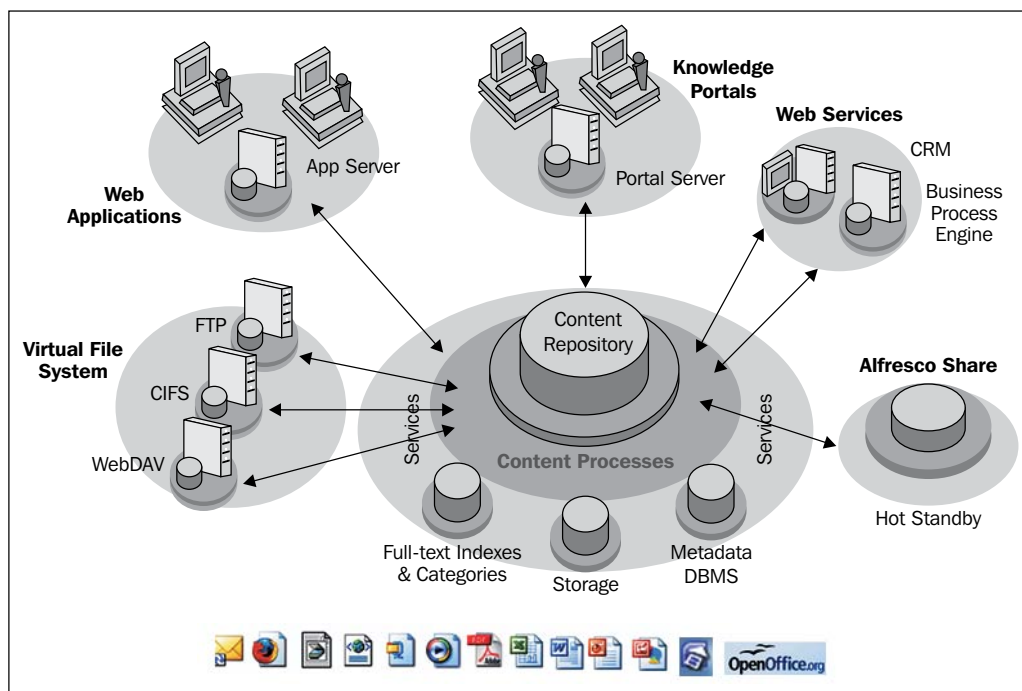 Knowledge
Portals
Web Services
App Server
Portal Server
CRM
Business
Process
Engine
Web
Applications
Virtual File
System
FTP
CIFS
WebDAV
Content
Repository
Services
Services
Content Processes
Alfresco Share
Hot Standby
Full-text Indexes
& Categories
Storage
Metadata
DBMS
PDF
OpenOffice.org